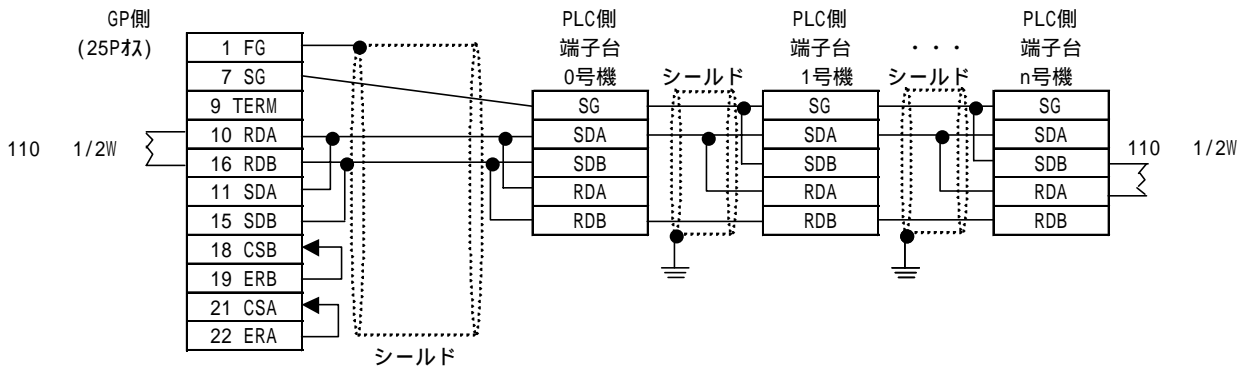 GP側
(25Pｵｽ)
1 FG
7 SG
9 TERM
10 RDA
16 RDB
11 SDA
15 SDB
18 CSB
19 ERB
21 CSA
22 ERA
110 1/2W
シールド
PLC側
端子台
0号機
SG
SDA
SDB
RDA
RDB
シールド
PLC側
端子台
1号機
SG
SDA
SDB
RDA
RDB
・・・
シールド
PLC側
端子台
n号機
SG
SDA
SDB
RDA
RDB
110 1/2W